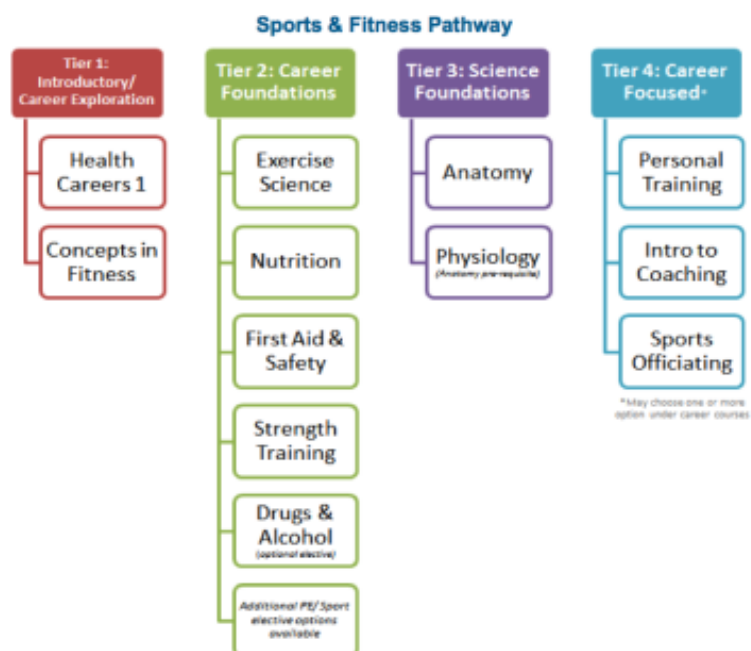 Sports & Fitness Pathway
Tier 1:
Introductory/
Career Exploration
Health
Careers 1
Concepts in
Fitness
Tier 2: Career
Foundations
Exercise
Science
Nutrition
First Aid &
Safety
Strength
Training
Drugs &
Alcohol
(optional elective)
Additional PE/Sport
elective options
available
Tier 3: Science
Foundations
Anatomy
Physiology
(Anatomy pre-requisite)
Tier 4: Career
Focused*
Personal
Training
Intro to
Coaching
Sports
Officiating
*May choose one or more
option under career courses